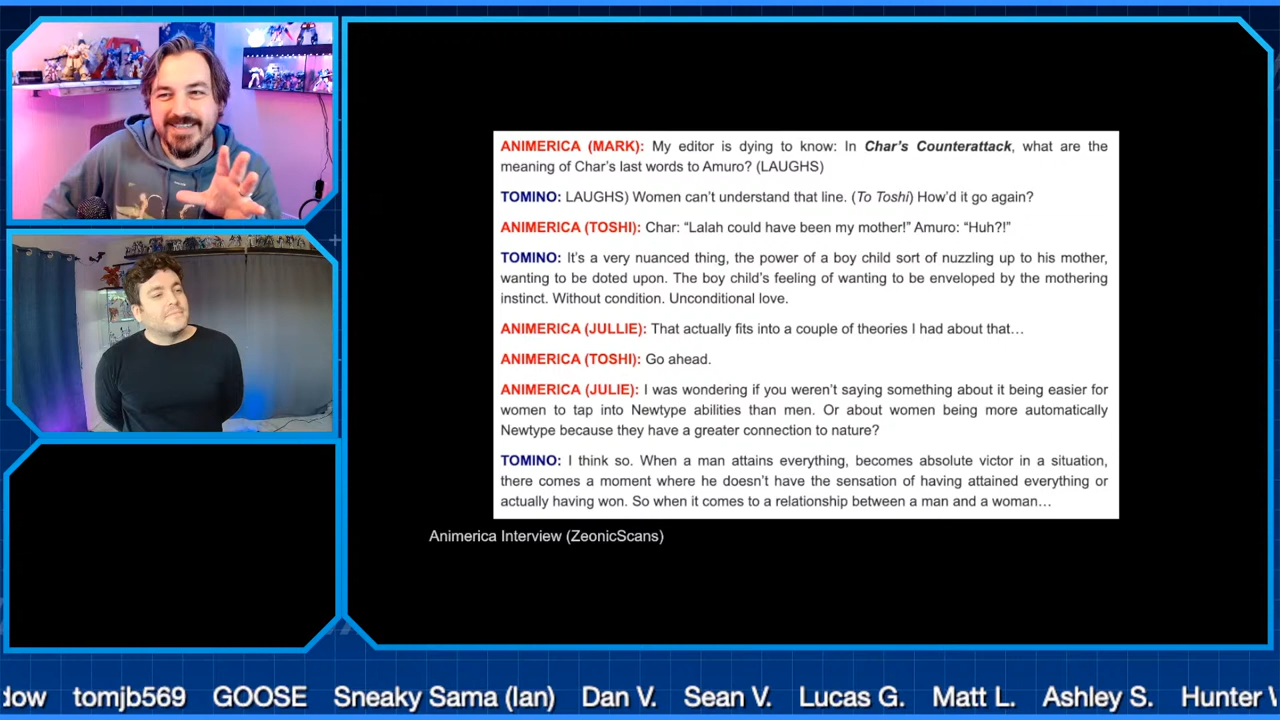 ANIMERICA (MARK): My editor is dying to know: In Char's Counterattack, what are the
meaning of Char's last words to Amuro? (LAUGHS)
TOMINO: LAUGHS) Women can't understand that line. (To Toshi) How'd it go again?
ANIMERICA (TOSHI): Char: “Lalah could have been my mother!” Amuro: “Huh?!”
TOMINO: It's a very nuanced thing, the power of a boy child sort of nuzzling up to his mother,
wanting to be doted upon. The boy child's feeling of wanting to be enveloped by the mothering
instinct. Without condition. Unconditional love.
ANIMERICA (JULLIE): That actually fits into a couple of theories I had about that…
ANIMERICA (TOSHI): Go ahead.
ANIMERICA (JULIE): I was wondering if you weren't saying something about it being easier for
women to tap into Newtype abilities than men. Or about women being more automatically
Newtype because they have a greater connection to nature?
TOMINO: I think so. When a man attains everything, becomes absolute victor in a situation,
there comes a moment where he doesn't have the sensation of having attained everything or
actually having won. So when it comes to a relationship between a man and a woman…
Animerica Interview (ZeonicScans)
dow tomjb569 GOOSE Sneaky Sama (Ian) Dan V. Sean V. Lucas G. Matt L. Ashley S. Hunter